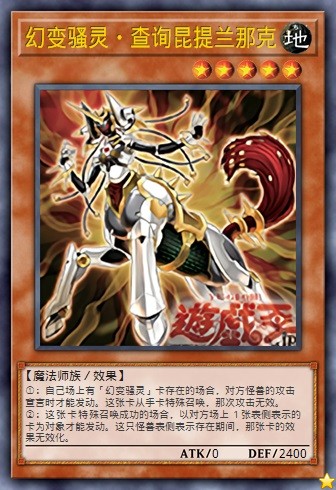 幻变骚灵·查询昆提兰那克
地
【魔法师族／效果】
①：自己场上有「幻变骚灵」卡存在的场合，对方怪兽的攻击
宣言时才能发动。这张卡从手卡特殊召唤，那次攻击无效。
②：这张卡特殊召唤成功的场合，以对方场上１张表侧表示的
卡为对象才能发动。这只怪兽表侧表示存在期间，那张卡的效
果无效化。
ATK/0 DEF/2400
遊戯王
.JP